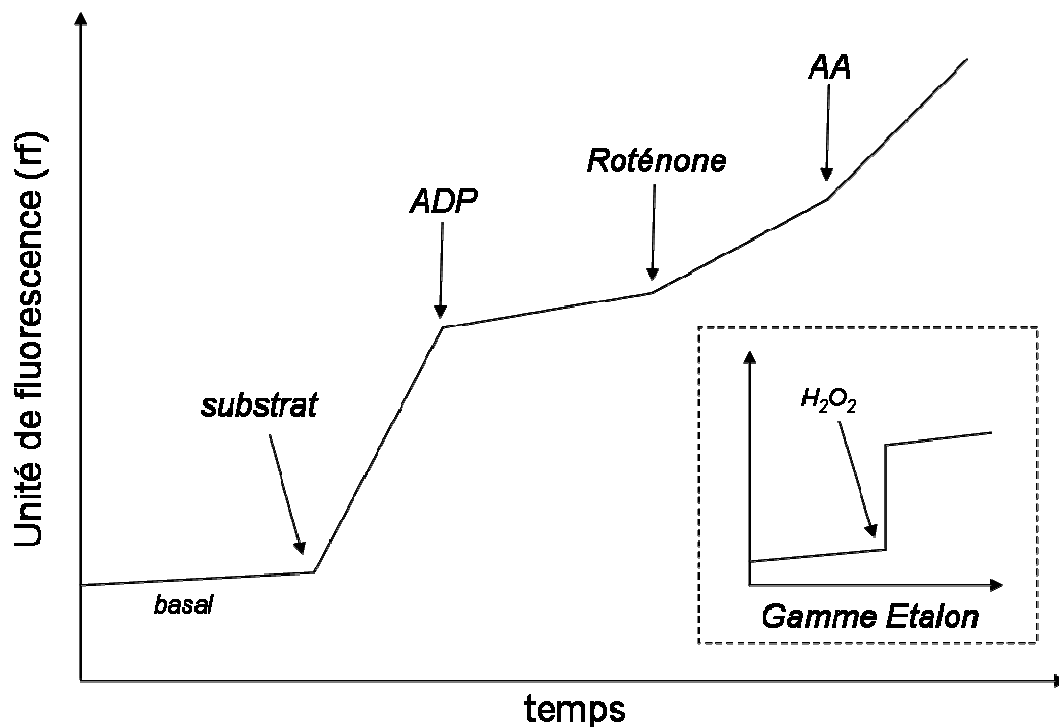 Unité de fluorescence (rf)
AA
Roténone
ADP
substrat
basal
H₂O₂
Gamme Etalon
temps